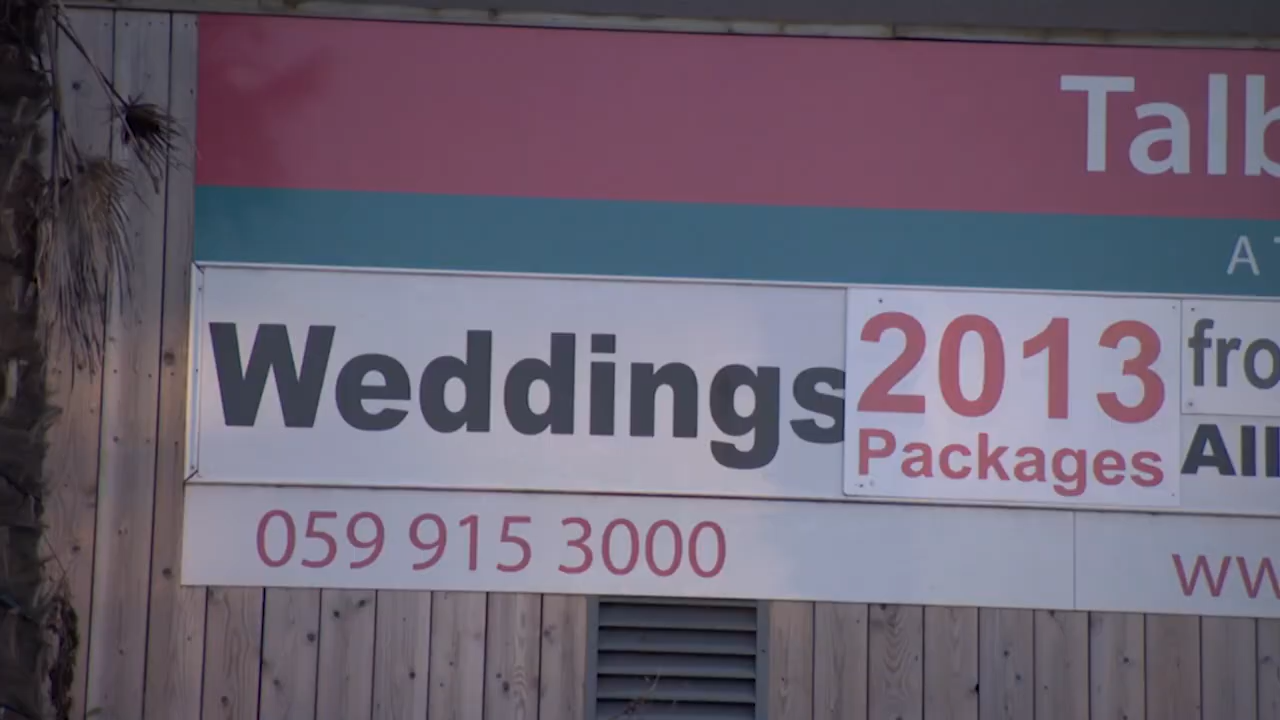 Talb
A
Weddings 2013 fro
Packages All
059 915 3000 ww